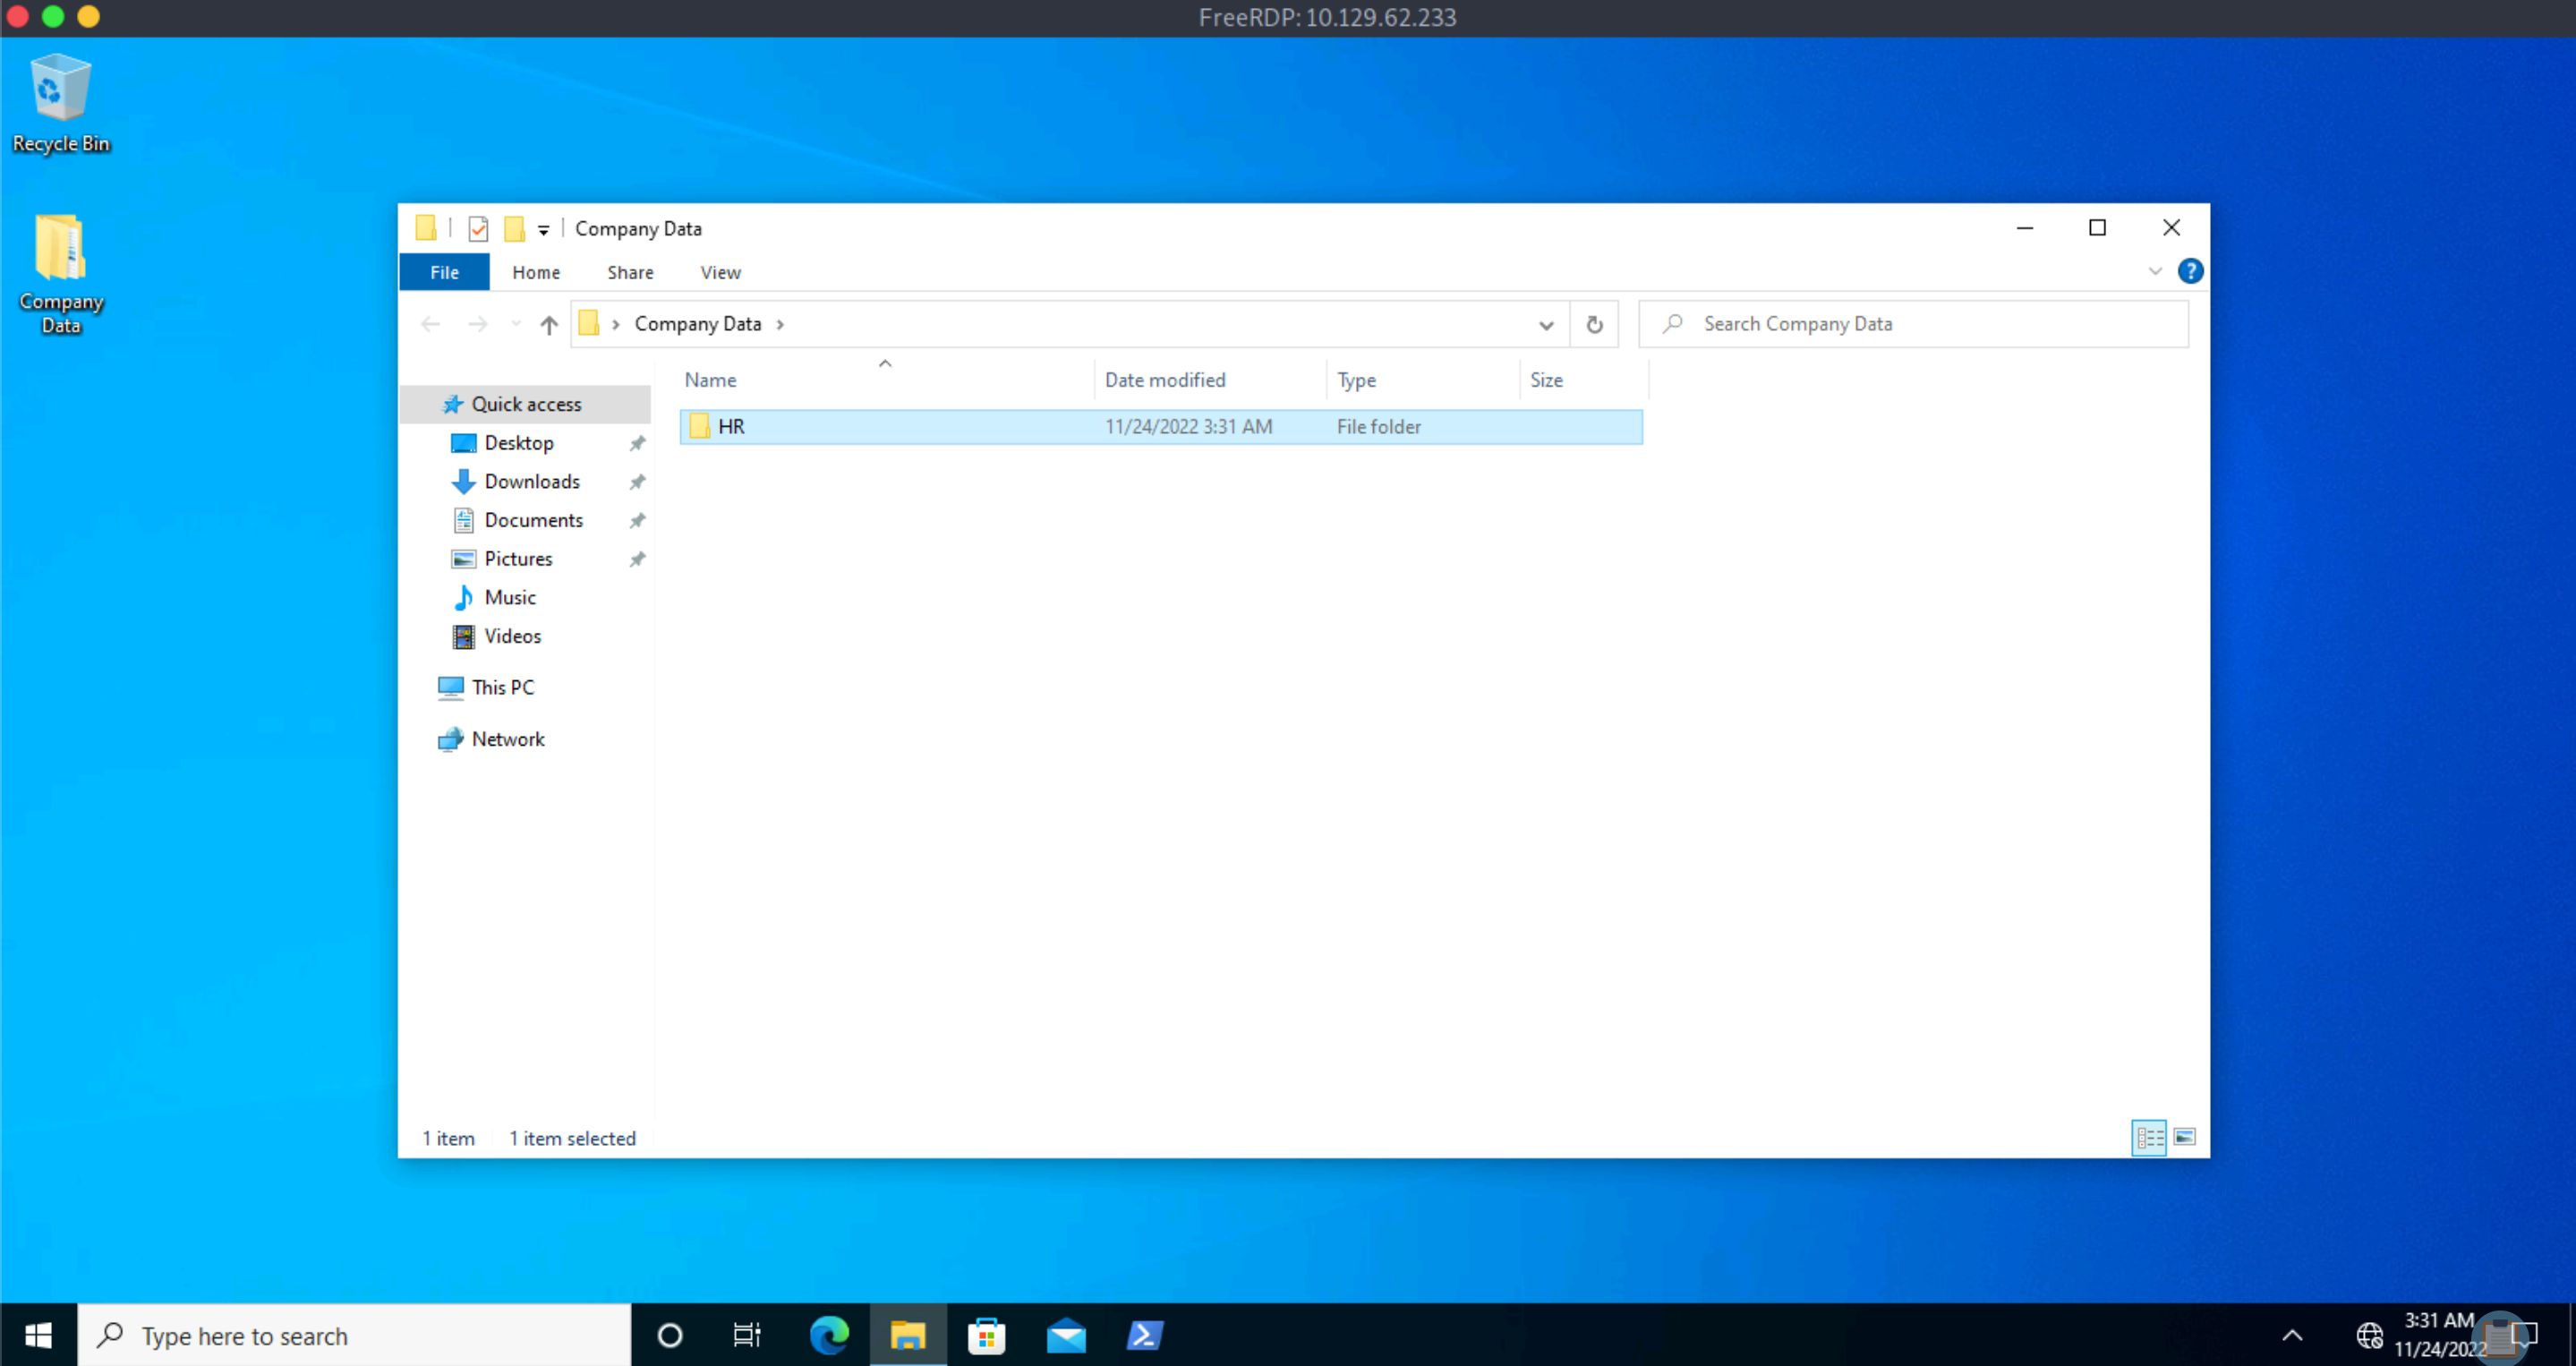 FreeRDP: 10.129.62.233
Recycle Bin
Company
Data
Company Data
File Home Share View
Company Data
Search Company Data
Name Date modified Type Size
Quick access
HR 11/24/2022 3:31 AM File folder
Desktop
Downloads
Documents
Pictures
Music
Videos
This PC
Network
1 item 1 item selected
Type here to search
3:31 AM
11/24/2022